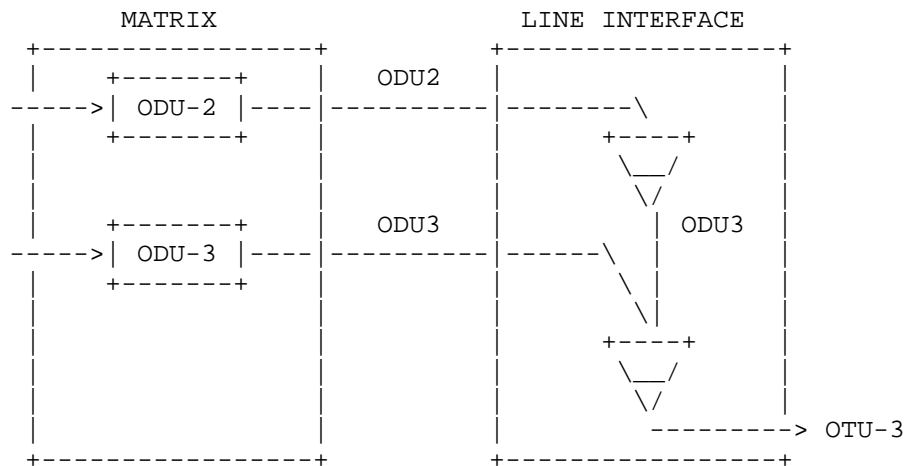 MATRIX LINE INTERFACE
ODU2
ODU-2
ODU3 ODU3
ODU-3
OTU-3